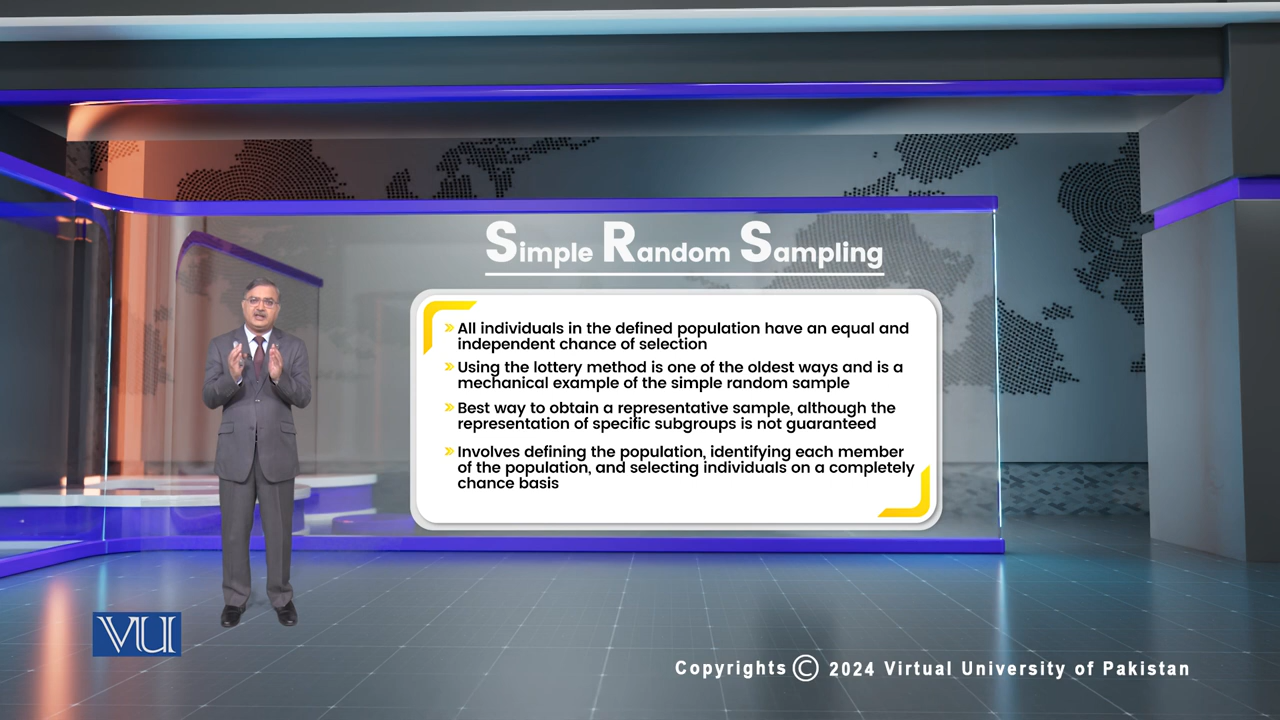 Simple Random Sampling
All individuals in the defined population have an equal and
independent chance of selection
Using the lottery method is one of the oldest ways and is a
mechanical example of the simple random sample
Best way to obtain a representative sample, although the
representation of specific subgroups is not guaranteed
Involves defining the population, identifying each member
of the population, and selecting individuals on a completely
chance basis
VU
Copyrights © 2024 Virtual University of Pakistan